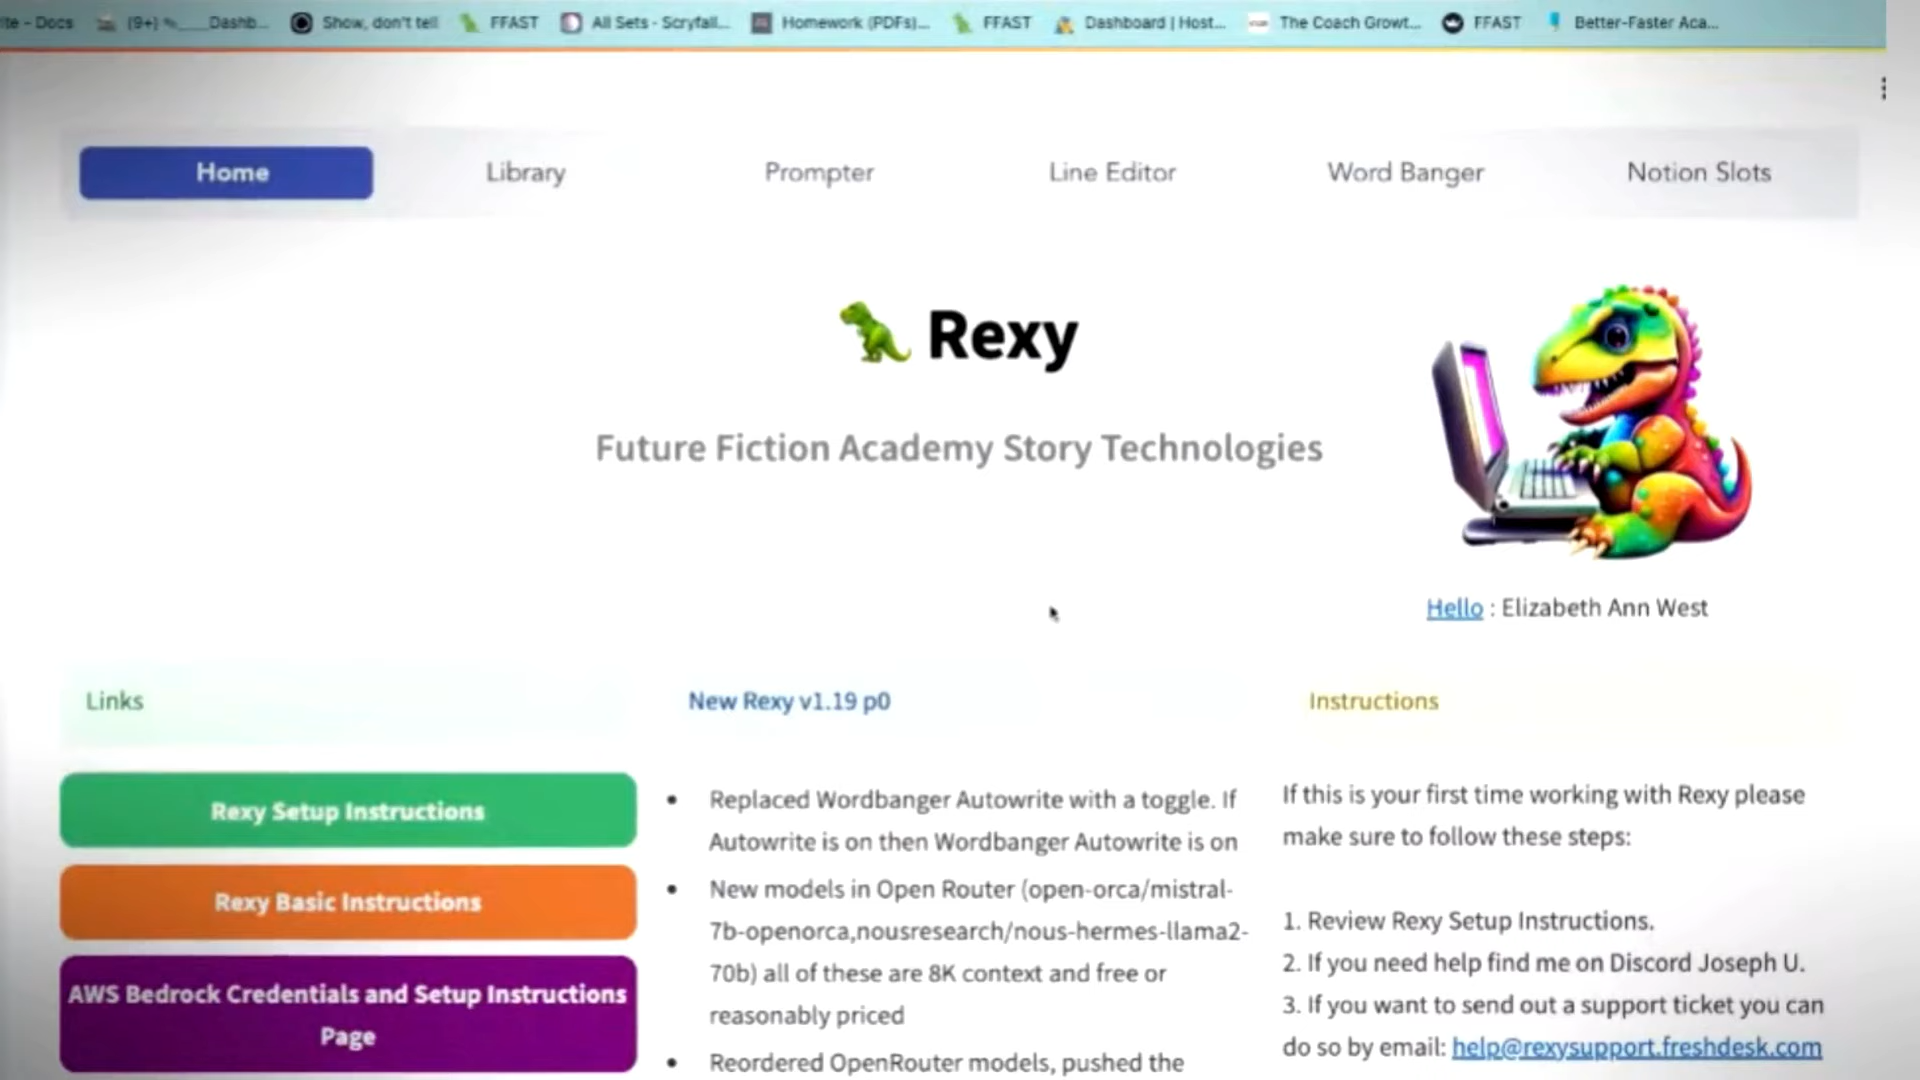 ite - Docs (9+) Dashb... Show, don't tell FFAST All Sets - Scryfall... Homework (PDFs)... FFAST Dashboard | Host... The Coach Growt... FFAST Better-Faster Aca...
Home Library Prompter Line Editor Word Banger Notion Slots
Rexy
Future Fiction Academy Story Technologies
Hello : Elizabeth Ann West
Links
Rexy Setup Instructions
Rexy Basic Instructions
AWS Bedrock Credentials and Setup Instructions
Page
New Rexy v1.19 p0
Replaced Wordbanger Autowrite with a toggle. If
Autowrite is on then Wordbanger Autowrite is on
New models in Open Router (open-orca/mistral-
7b-openorca,nousresearch/nous-hermes-llama2-
70b) all of these are 8K context and free or
reasonably priced
Reordered OpenRouter models, pushed the
Instructions
If this is your first time working with Rexy please
make sure to follow these steps:
1. Review Rexy Setup Instructions.
2. If you need help find me on Discord Joseph U.
3. If you want to send out a support ticket you can
do so by email: help@rexysupport.freshdesk.com